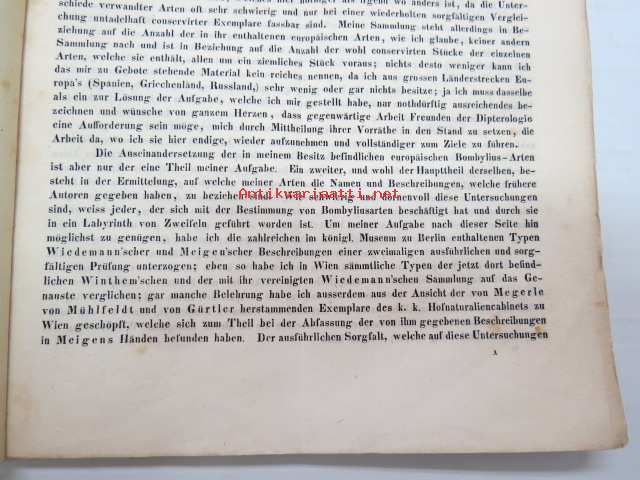 schiede verwandter Arten oft sehr schwierig und nur bei einer wiederholten sorgfältigen Verglei-
chung untadelhaft conservirter Exemplare fassbar sind. Meine Sammlung steht allerdings in Be-
ziehung auf die Anzahl der in ihr enthaltenen europäischen Arten, wie ich glaube, keiner andern
Sammlung nach und ist in Beziehung auf die Anzahl der wohl conservirten Stücke der einzelnen
Arten, welche sie enthält, allen um ein ziemliches Stück voraus; nichts desto weniger kann ich
das mir zu Gebote stehende Material kein reiches nennen, da ich aus grossen Länderstrecken Eu-
ropa's (Spanien, Griechenland, Russland,) sehr wenig oder gar nichts besitze; ja ich muss dasselbe
als ein zur Lösung der Aufgabe, welche ich mir gestellt habe, nur nothdürftig ausreichendes be-
zeichnen und wünsche von ganzem Herzen, dass gegenwärtige Arbeit Freunden der Dipterologie
eine Aufforderung sein möge, mich durch Mittheilung ihrer Vorräthe in den Stand zu setzen, die
Arbeit da, wo ich sie hier endige, wieder aufzunehmen und vollständiger zum Ziele zu führen.
Die Auseinandersetzung der in meinem Besitz befindlichen europäischen Bombylius-Arten
ist aber nur der eine Theil meiner Aufgabe. Ein zweiter, und wohl der Haupttheil derselben, be-
steht in der Ermittelung, auf welche meiner Arten die Namen und Beschreibungen, welche frühere
Autoren gegeben haben, zu beziehen sind. Wie schwierig und dornenvoll diese Untersuchungen
Antikvariaatti.net
sind, weiss jeder, der sich mit der Bestimmung von Bombyliusarten beschäftigt hat und durch sie
in ein Labyrinth von Zweifeln geführt worden ist. Um meiner Aufgabe nach dieser Seite hin
möglichst zu genügen, habe ich die zahlreichen im königl. Museum zu Berlin enthaltenen Typen
Wiedemann'scher und Meigen'scher Beschreibungen einer zweimaligen ausführlichen und sorg-
fältigen Prüfung unterzogen; eben so habe ich in Wien sämmtliche Typen der jetzt dort befind-
lichen Winthem'schen und der mit ihr vereinigten Wiedemann'schen Sammlung auf das Ge-
nauste verglichen; gar manche Belehrung habe ich ausserdem aus der Ansicht der von Megerle
von Mühlfeldt und von Gürtler herstammenden Exemplare des k. k. Hofnaturaliencabinets zu
Wien geschöpft, welche sich zum Theil bei der Abfassung der von ihm gegebenen Beschreibungen
in Meigens Händen befunden haben. Der ausführlichen Sorgfalt, welche auf diese Untersuchungen